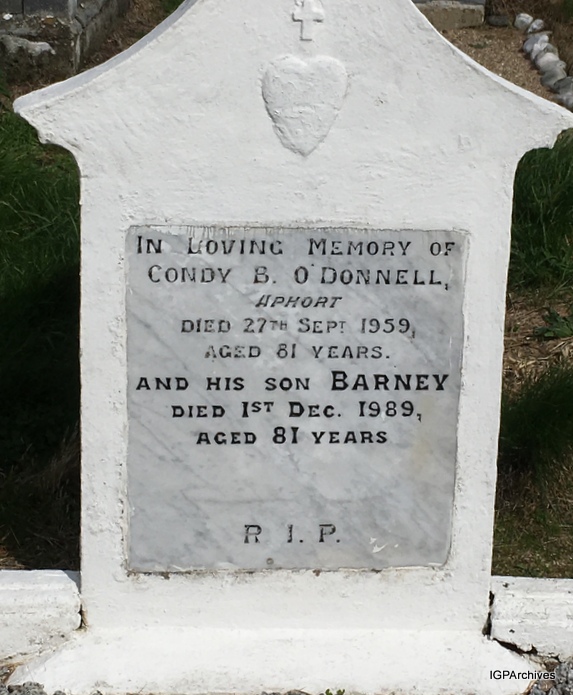 IN LOVING MEMORY OF
CONDY B. O'DONNELL,
UPHORT
DIED 27TH SEPT 1959,
AGED 81 YEARS.
AND HIS SON BARNEY
DIED 1ST DEC. 1989,
AGED 81 YEARS
R. I. P.
IGPArchives